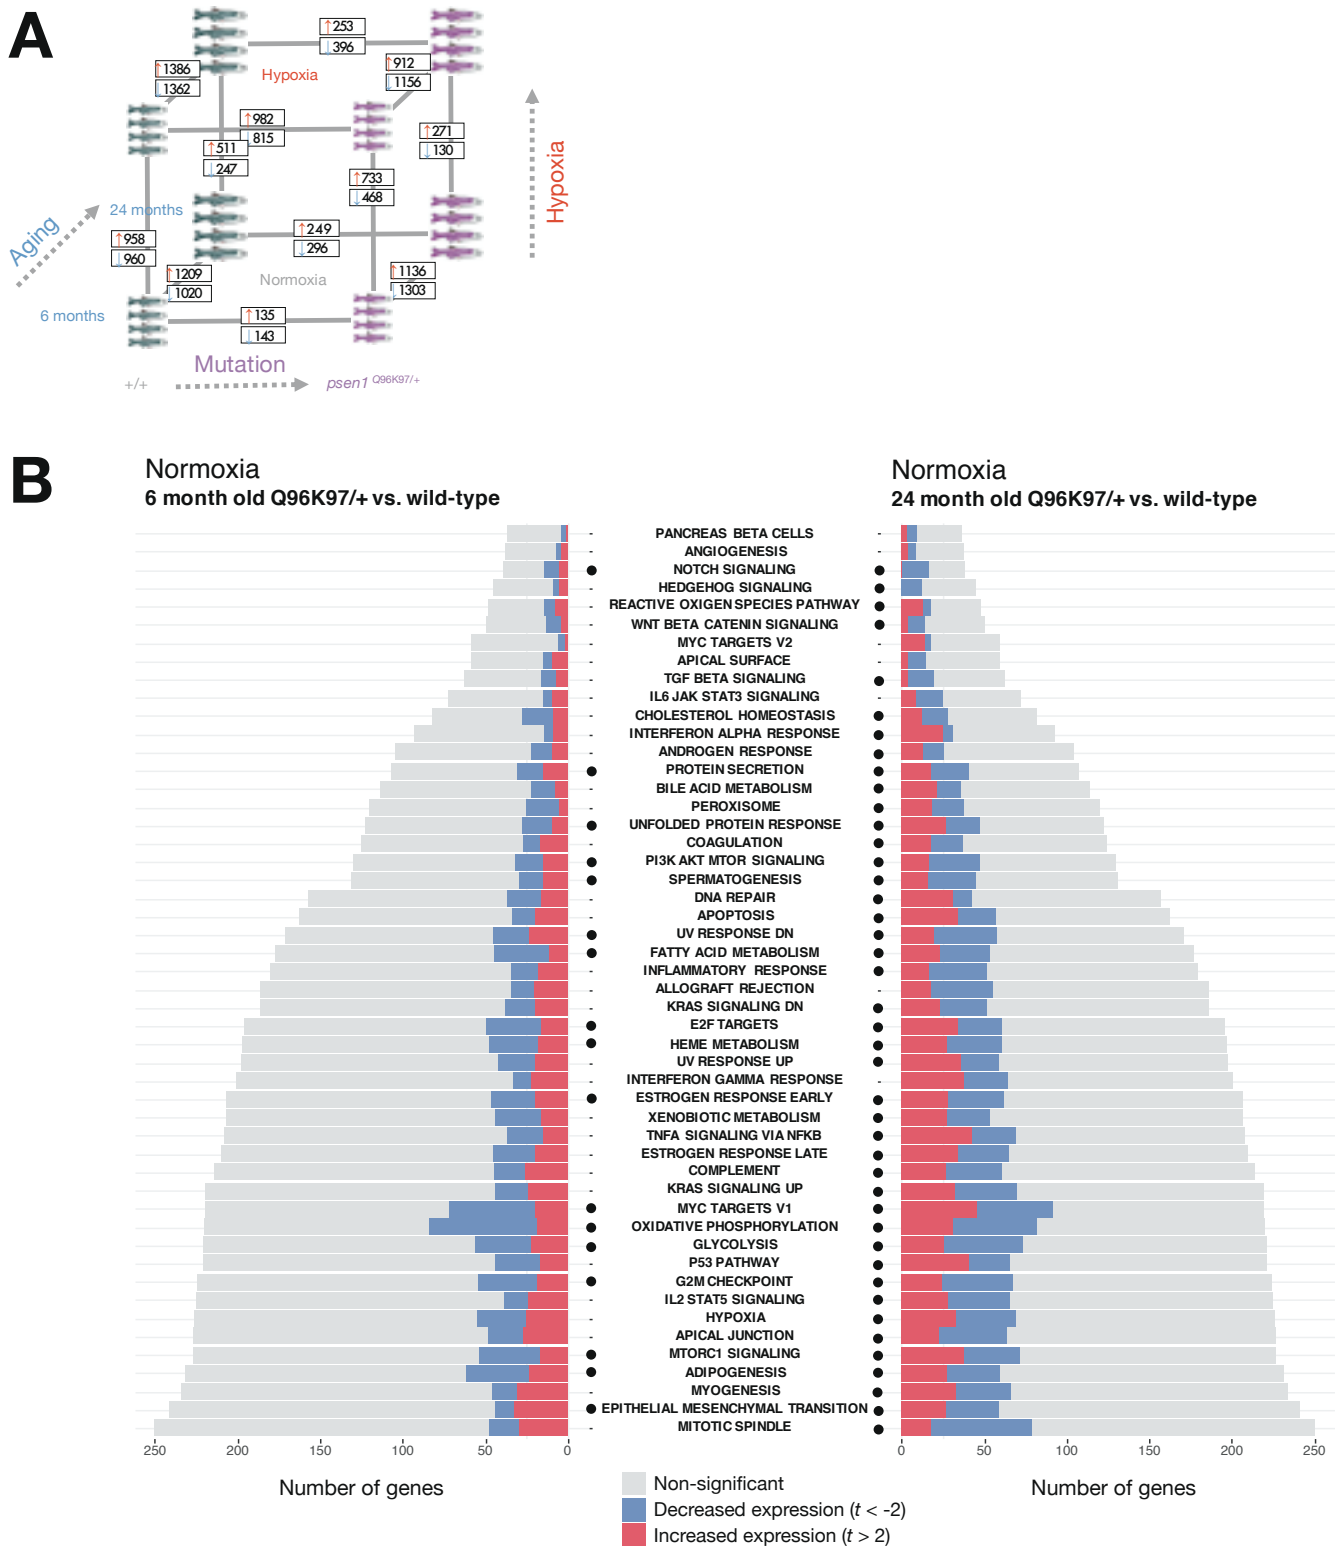 A
↑253
↓396
↑1386
↓1362
Hypoxia
↑912
↓1156
↑982
↓815
↑511
↓247
↑271
↓130
↑733
↓468
Hypoxia
Aging
24 months
↑958
↓960
↑249
↓296
↑1209
↓1020
Normoxia
↑1136
↓1303
6 months
↑135
↓143
Mutation
+/+
psen1 Q96K97/+
B
Normoxia
6 month old Q96K97/+ vs. wild-type
Normoxia
24 month old Q96K97/+ vs. wild-type
- PANCREAS BETA CELLS -
- ANGIOGENESIS -
● NOTCH SIGNALING ●
- HEDGEHOG SIGNALING ●
- REACTIVE OXIGEN SPECIES PATHWAY ●
- WNT BETA CATENIN SIGNALING ●
- MYC TARGETS V2 -
- APICAL SURFACE -
- TGF BETA SIGNALING ●
- IL6 JAK STAT3 SIGNALING -
- CHOLESTEROL HOMEOSTASIS ●
- INTERFERON ALPHA RESPONSE ●
- ANDROGEN RESPONSE ●
● PROTEIN SECRETION ●
- BILE ACID METABOLISM ●
- PEROXISOME ●
● UNFOLDED PROTEIN RESPONSE ●
- COAGULATION ●
● PI3K AKT MTOR SIGNALING ●
● SPERMATOGENESIS ●
- DNA REPAIR ●
- APOPTOSIS ●
● UV RESPONSE DN ●
● FATTY ACID METABOLISM ●
- INFLAMMATORY RESPONSE ●
- ALLOGRAFT REJECTION -
- KRAS SIGNALING DN ●
● E2F TARGETS ●
● HEME METABOLISM ●
- UV RESPONSE UP ●
- INTERFERON GAMMA RESPONSE -
● ESTROGEN RESPONSE EARLY ●
- XENOBIOTIC METABOLISM ●
- TNFA SIGNALING VIA NFKB ●
- ESTROGEN RESPONSE LATE ●
- COMPLEMENT ●
- KRAS SIGNALING UP ●
● MYC TARGETS V1 ●
● OXIDATIVE PHOSPHORYLATION ●
● GLYCOLYSIS ●
- P53 PATHWAY ●
● G2M CHECKPOINT ●
- IL2 STAT5 SIGNALING ●
- HYPOXIA ●
- APICAL JUNCTION ●
● MTORC1 SIGNALING ●
● ADIPOGENESIS ●
- MYOGENESIS ●
● EPITHELIAL MESENCHYMAL TRANSITION ●
- MITOTIC SPINDLE ●
250 200 150 100 50 0
0 50 100 150 200 250
Number of genes
Number of genes
Non-significant
Decreased expression (t < -2)
Increased expression (t > 2)